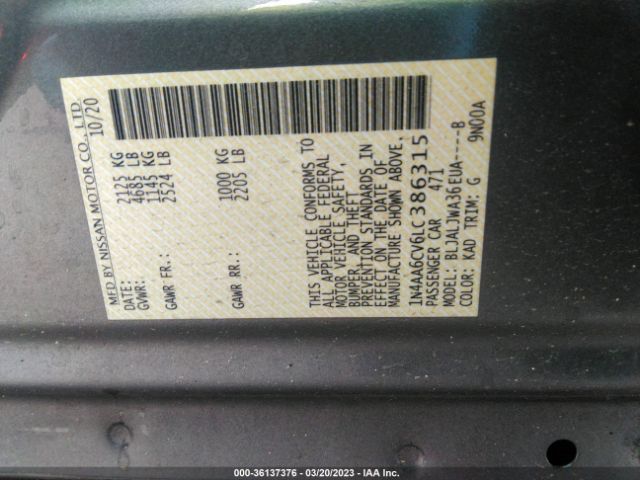 MFD BY NISSAN MOTOR CO., LTD
DATE: 10/20
GVWR: 2125 KG
4685 LB
GAWR FR.: 1145 KG
2524 LB
GAWR RR.: 1000 KG
2205 LB
THIS VEHICLE CONFORMS TO
ALL APPLICABLE FEDERAL
MOTOR VEHICLE SAFETY,
BUMPER, AND THEFT
PREVENTION STANDARDS IN
EFFECT ON THE DATE OF
MANUFACTURE SHOWN ABOVE.
1N4AA6CV6LC386315
PASSENGER CAR 471
MODEL: BLJALJWA36EUA----B
COLOR: KAD TRIM: G 9N00A
000-36137376 | 03/20/2023 | IAA Inc.